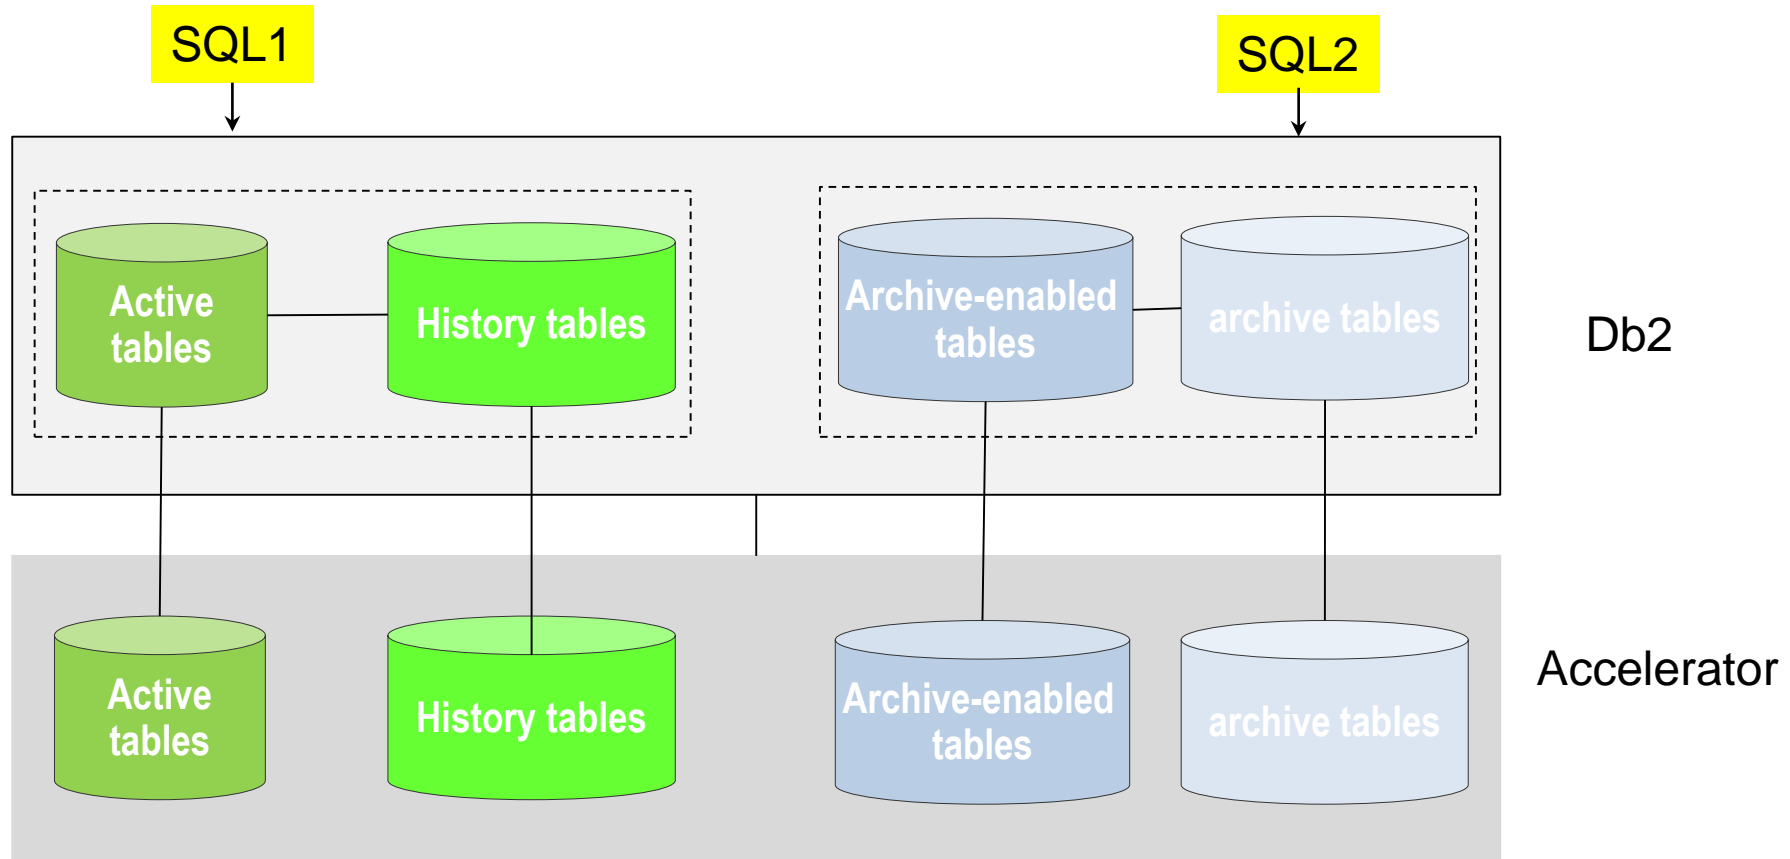 SQL1
SQL2
Active
tables
History tables
Archive-enabled
tables
archive tables
Db2
Active
tables
History tables
Archive-enabled
tables
archive tables
Accelerator